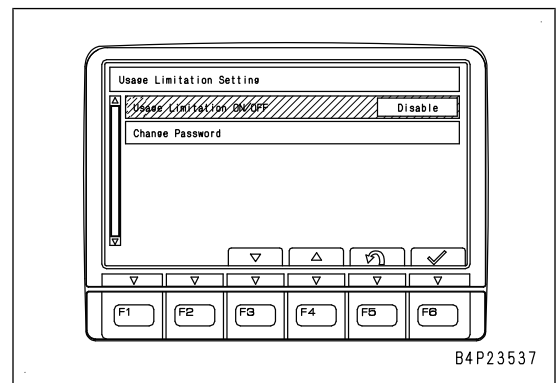 Usage Limitation Setting
Usage Limitation ON/OFF Disable
Change Password
F1 F2 F3 F4 F5 F6
B4P23537